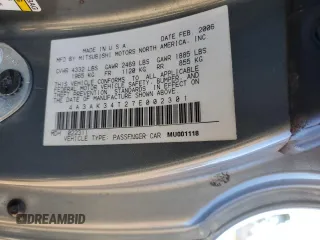 MADE IN U S A DATE FEB. 2006
MFD BY MITSUBISHI MOTORS NORTH AMERICA, INC
GVWR 4332 LBS GAWR 2469 LBS GAWR 1885 LBS
1965 KG FR 1120 KG RR 855 KG
THIS VEHICLE CONFORMS TO ALL APPLICABLE
FEDERAL MOTOR VEHICLE SAFETY, BUMPER, AND
THEFT PREVENTION STANDARDS IN EFFECT ON THE
DATE OF MANUFACTURE SHOWN ABOVE.
4A3AK34T27E002301
VEHICLE TYPE: PASSENGER CAR MU001118
DREAMBID